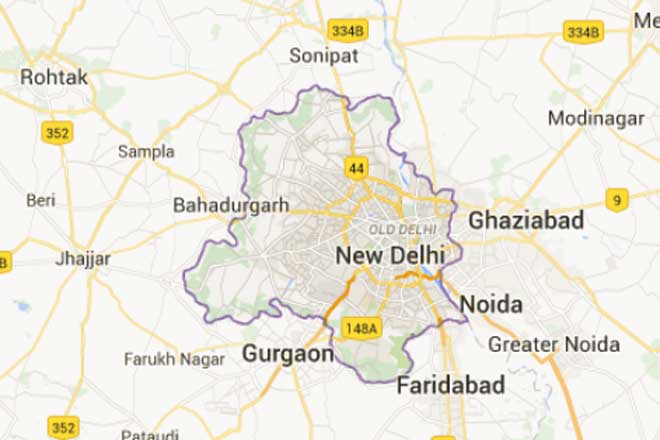 334B
334B
Me
Sonipat
Rohtak
Modinagar
352
Sampla
44
Beri
Bahadurgarh
9
Ghaziabad
OLD DELHI
New Delhi
Jhajjar
B
Noida
148A
Greater Noida
Farukh Nagar
Gurgaon
Faridabad
352
Pataudi